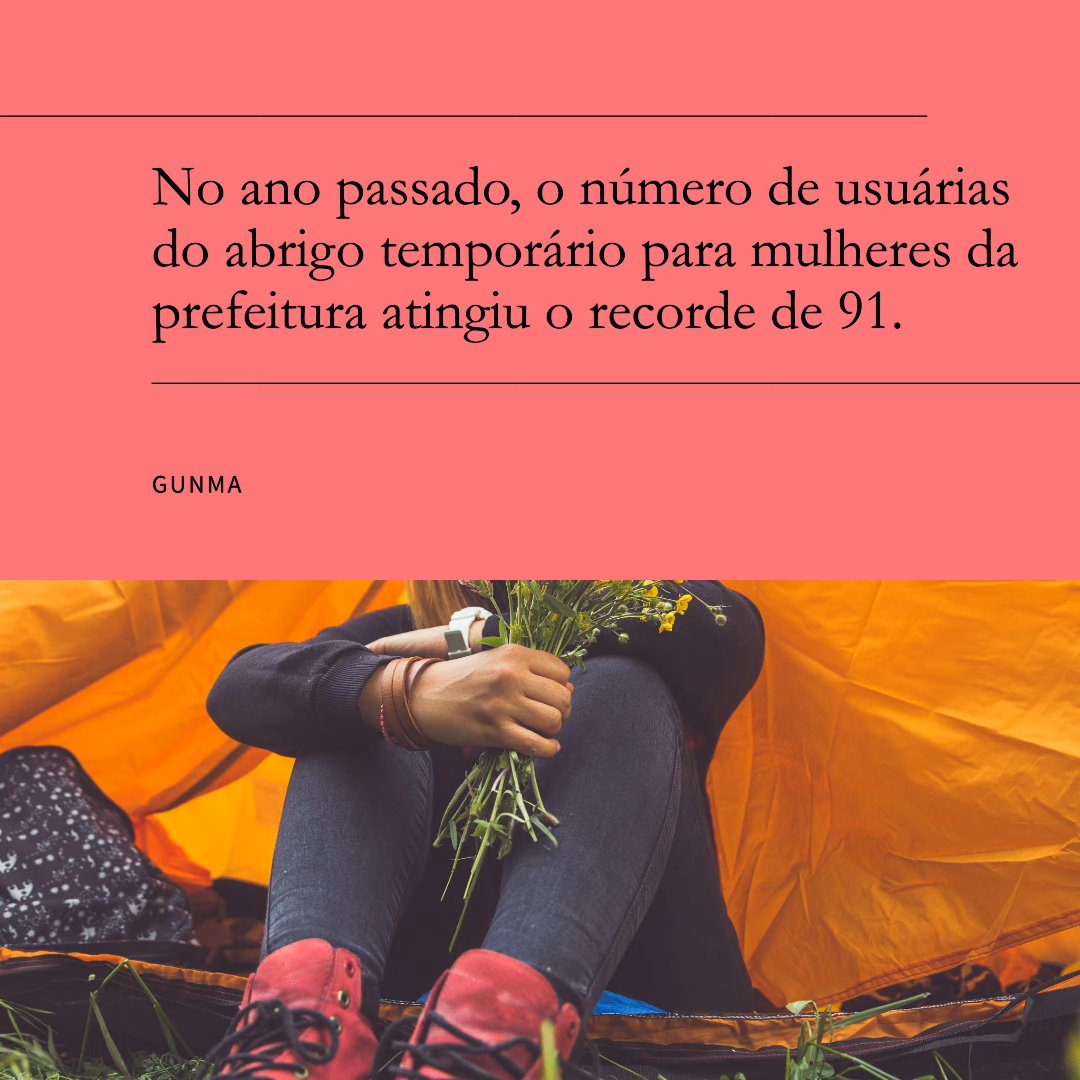 No ano passado, o número de usuárias
do abrigo temporário para mulheres da
prefeitura atingiu o recorde de 91.
GUNMA